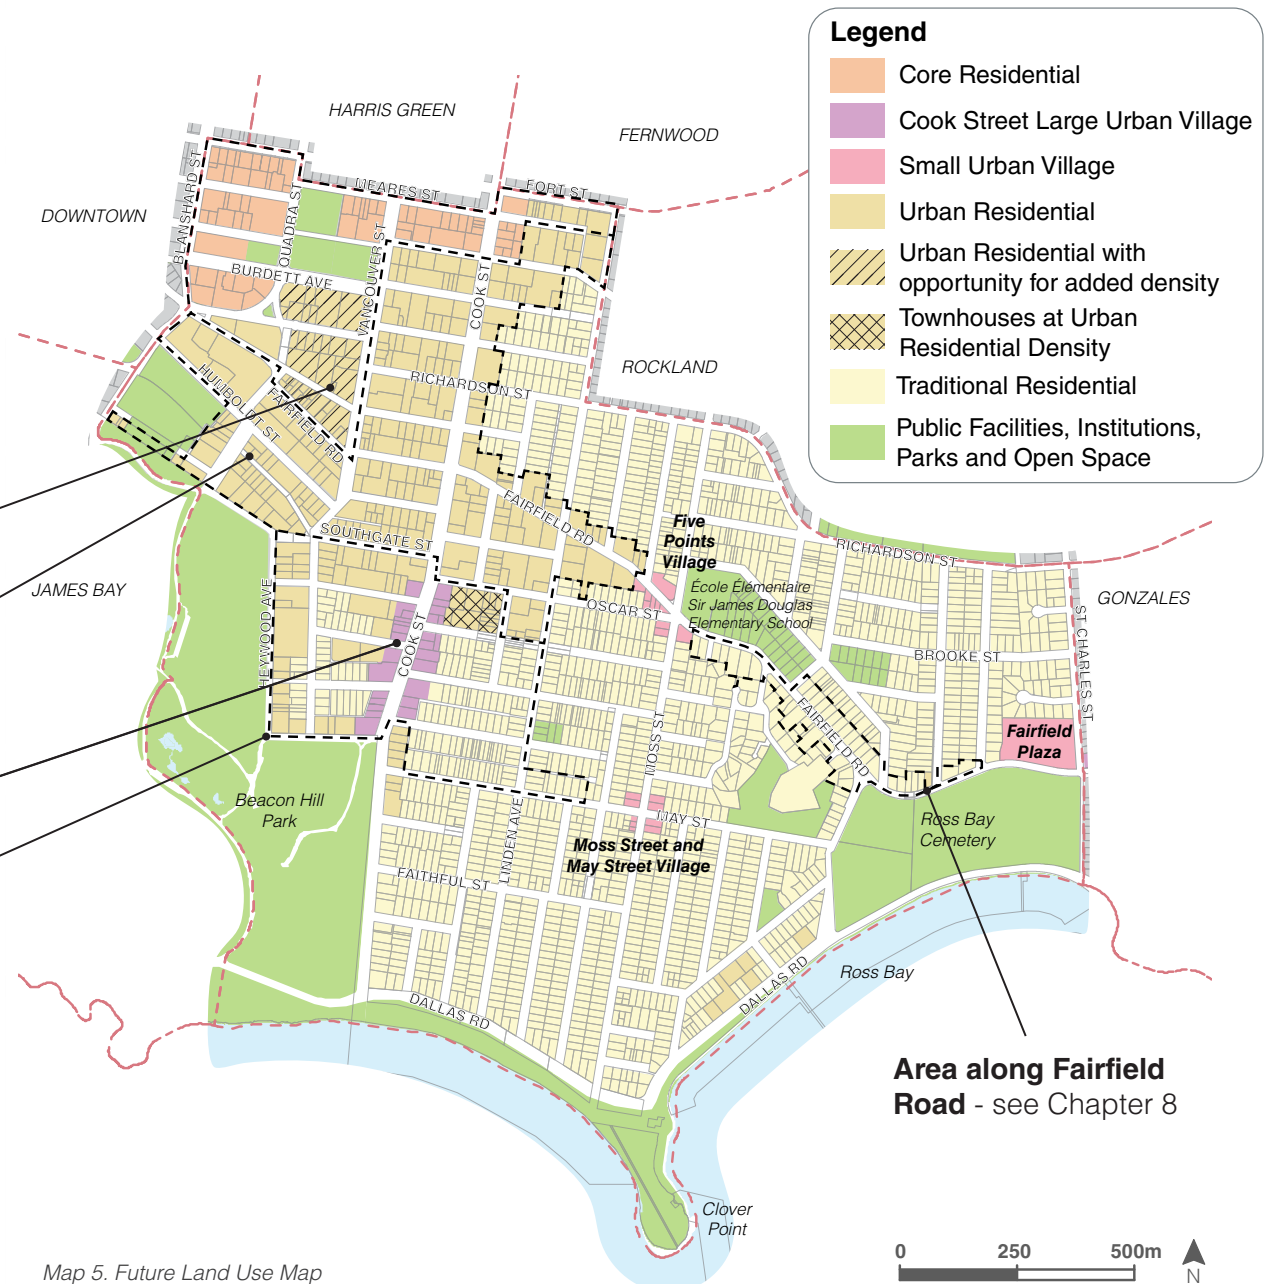 Legend
Core Residential
Cook Street Large Urban Village
Small Urban Village
Urban Residential
Urban Residential with
opportunity for added density
Townhouses at Urban
Residential Density
Traditional Residential
Public Facilities, Institutions,
Parks and Open Space
HARRIS GREEN
FERNWOOD
DOWNTOWN
BLANSHARD ST
QUADRA ST
MEARES ST
FORT ST
VANCOUVER ST
BURDETT AVE
COOK ST
ROCKLAND
RICHARDSON ST
HUMBOLDT ST
FAIRFIELD RD
FAIRFIELD RD
SOUTHGATE ST
Five
Points
Village
RICHARDSON ST
JAMES BAY
HEYWOOD AVE
École Élémentaire
Sir James Douglas
Elementary School
OSCAR ST
COOK ST
GONZALES
ST CHARLES ST
BROOKE ST
MOSS ST
FAIRFIELD RD
Fairfield
Plaza
Beacon Hill
Park
LINDEN AVE
MAY ST
Ross Bay
Cemetery
Moss Street and
May Street Village
FAITHFUL ST
DALLAS RD
DALLAS RD
Ross Bay
Area along Fairfield
Road - see Chapter 8
Clover
Point
0 250 500m
N
Map 5. Future Land Use Map